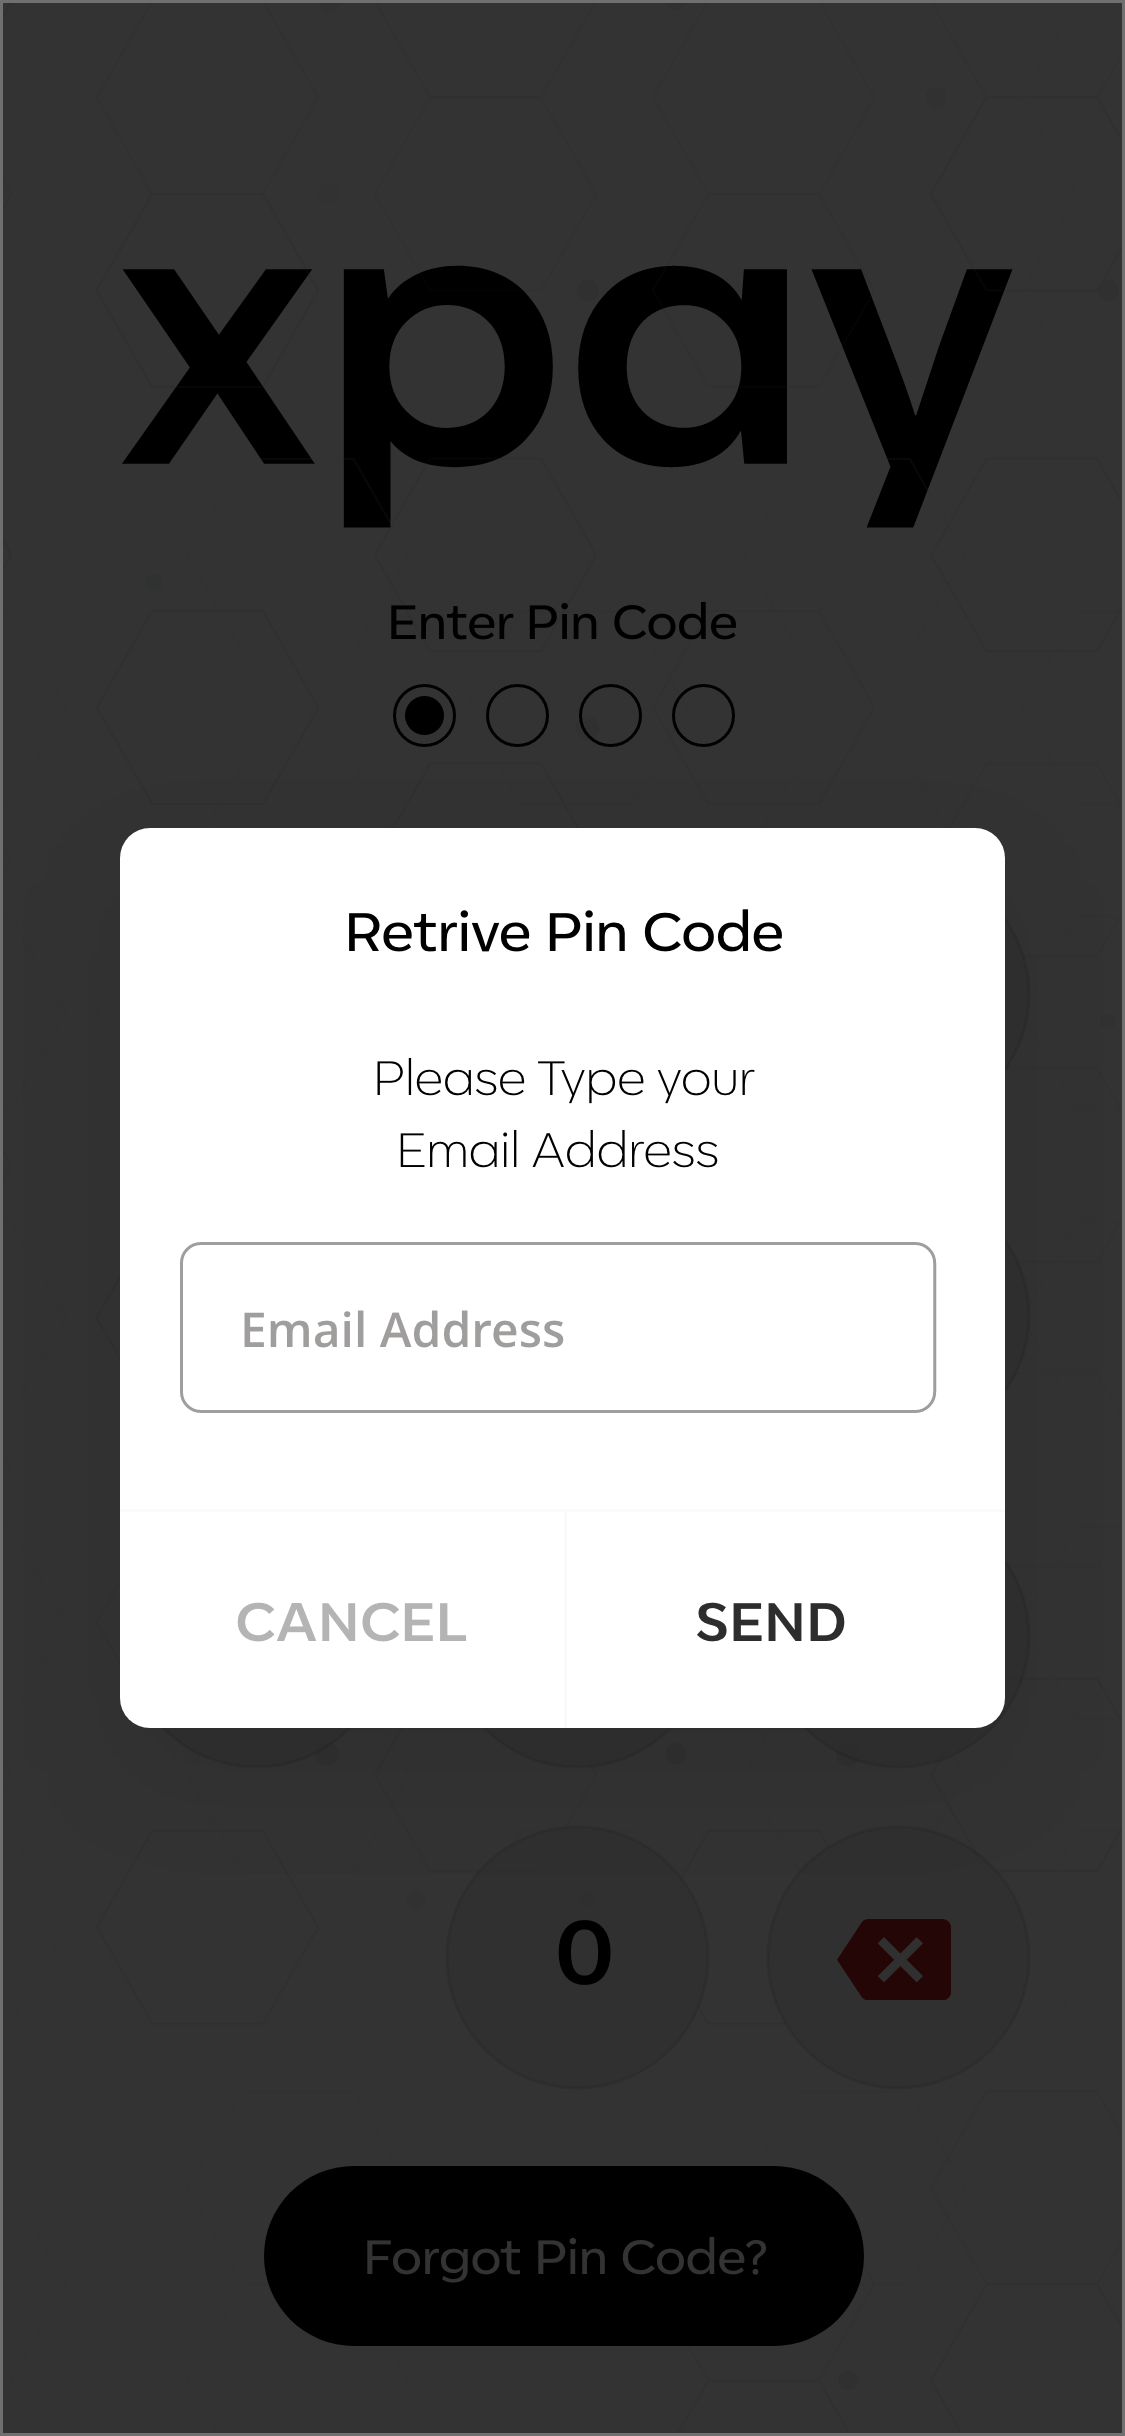 xpay
Enter Pin Code
Retrive Pin Code
Please Type your
Email Address
Email Address
CANCEL
SEND
0
Forgot Pin Code?